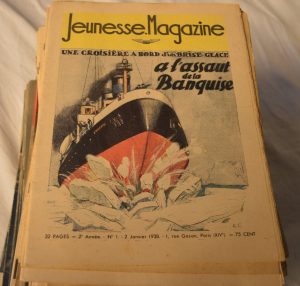 Jeunesse Magazine
UNE CROISIÈRE A BORD d'un BRISE-GLACE
a l'assaut
de la
Banquise
32 PAGES - 2e Année. - N° 1. - 2 Janvier 1938. - 1, rue Gazan, Paris (XIVe). - 75 CENT